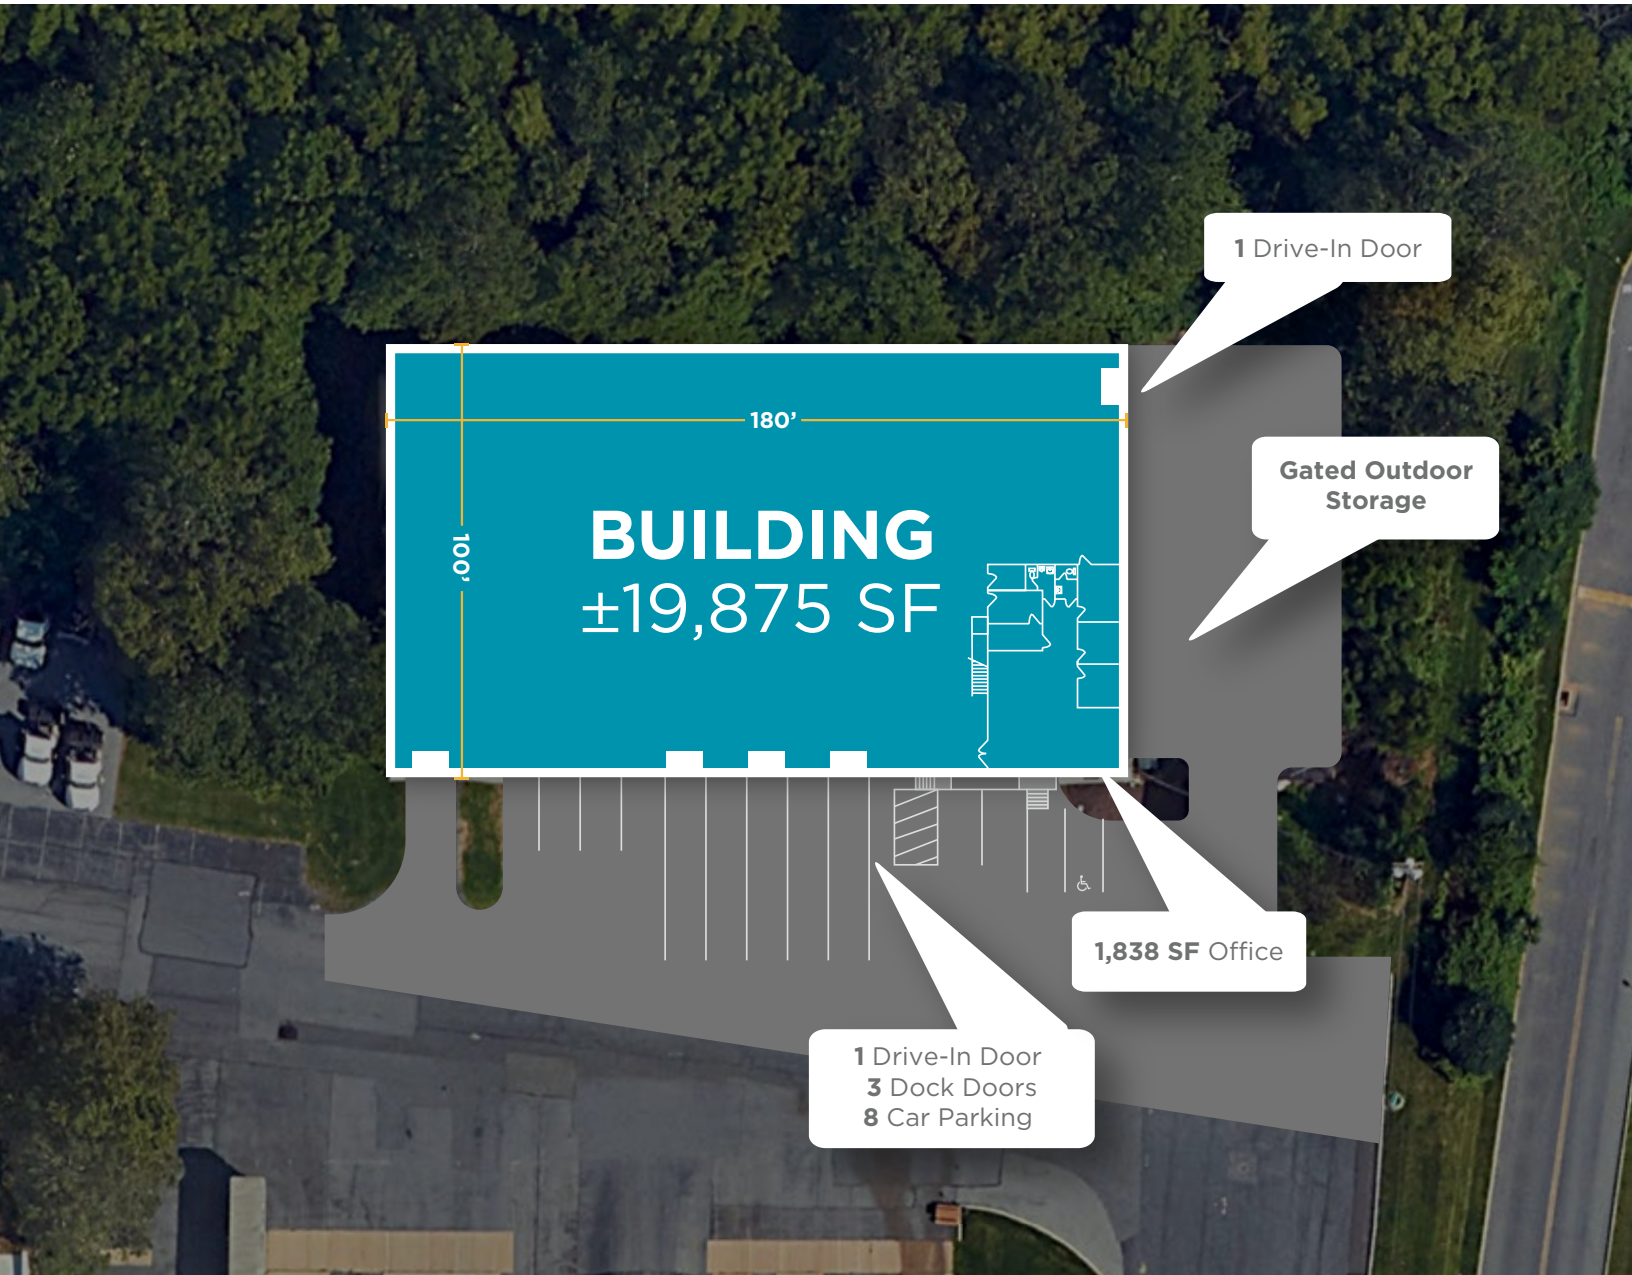 1 Drive-In Door
180’
Gated Outdoor
Storage
BUILDING
±19,875 SF
100’
1,838 SF Office
1 Drive-In Door
3 Dock Doors
8 Car Parking